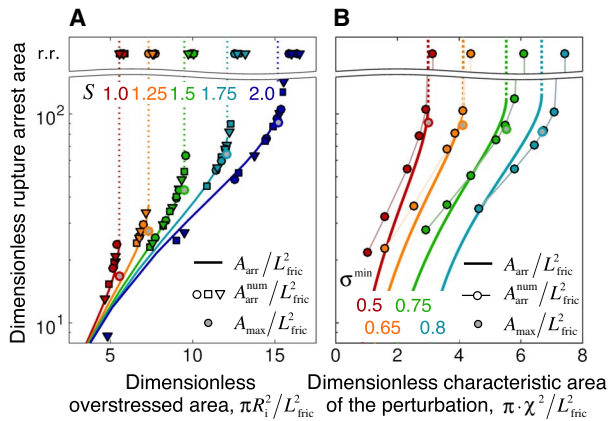 A
B
r.r.
S 1.0 1.25 1.5 1.75 2.0
10²
10¹
Dimensionless rupture arrest area
A_arr/L²_fric
A^num_arr/L²_fric
A_max/L²_fric
5 10 15
Dimensionless
overstressed area, πR²_i/L²_fric
σ^min
0.5 0.75
0.65 0.8
A_arr/L²_fric
A^num_arr/L²_fric
A_max/L²_fric
0 2 4 6 8
Dimensionless characteristic area
of the perturbation, π·χ²/L²_fric